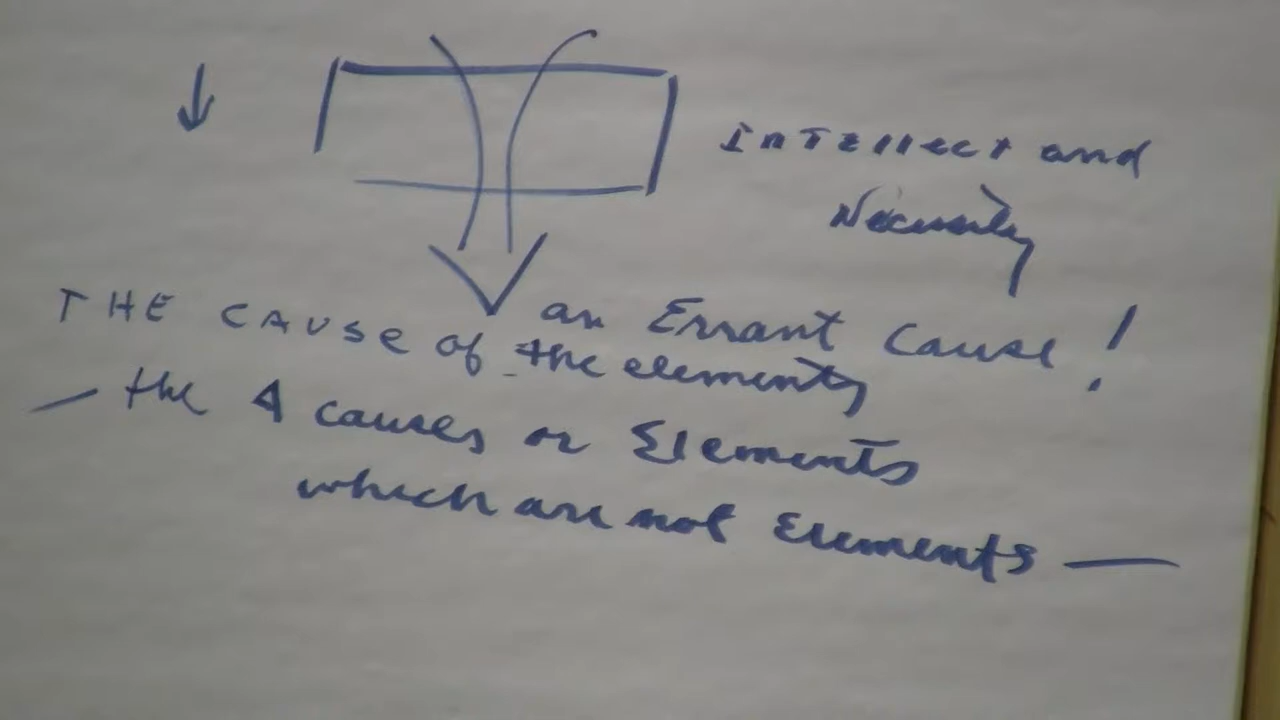 Intellect and
Necessity
an Errant Cause!
THE CAUSE of the elements
— the 4 causes or Elements
which are not Elements —